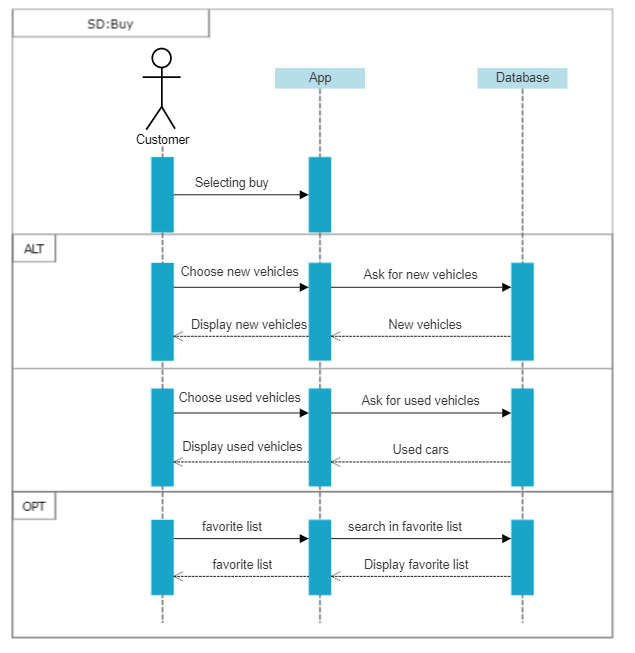 SD:Buy
App
Database
Customer
Selecting buy
ALT
Choose new vehicles
Ask for new vehicles
Display new vehicles
New vehicles
Choose used vehicles
Ask for used vehicles
Display used vehicles
Used cars
OPT
favorite list
search in favorite list
favorite list
Display favorite list